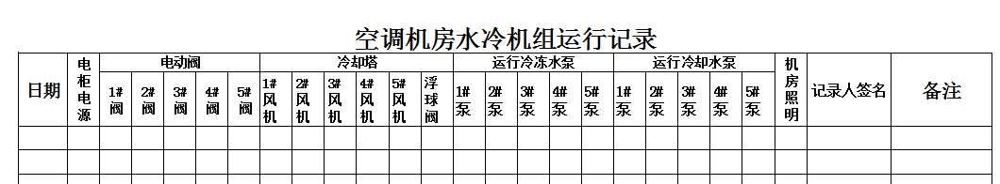 空调机房水冷机组运行记录
日期 电柜电源 电动阀 冷却塔 运行冷冻水泵 运行冷却水泵 机房照明 记录人签名 备注
1#阀 2#阀 3#阀 4#阀 5#阀 1#风机 2#风机 3#风机 4#风机 5#风机 浮球阀 1#泵 2#泵 3#泵 4#泵 5#泵 1#泵 2#泵 3#泵 4#泵 5#泵